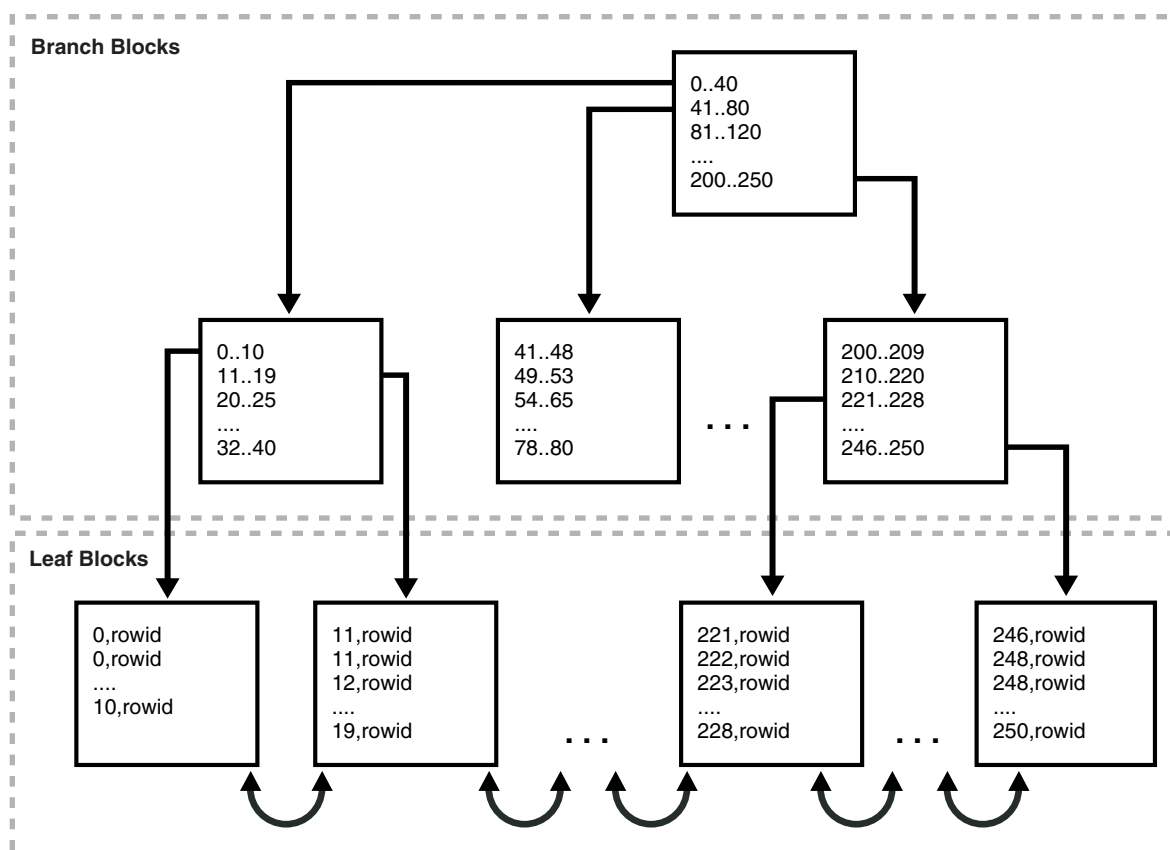 Branch Blocks
0..40
41..80
81..120
....
200..250
0..10
11..19
20..25
....
32..40
41..48
49..53
54..65
....
78..80
. . .
200..209
210..220
221..228
....
246..250
Leaf Blocks
0,rowid
0,rowid
....
10,rowid
11,rowid
11,rowid
12,rowid
....
19,rowid
. . .
221,rowid
222,rowid
223,rowid
....
228,rowid
. . .
246,rowid
248,rowid
248,rowid
....
250,rowid